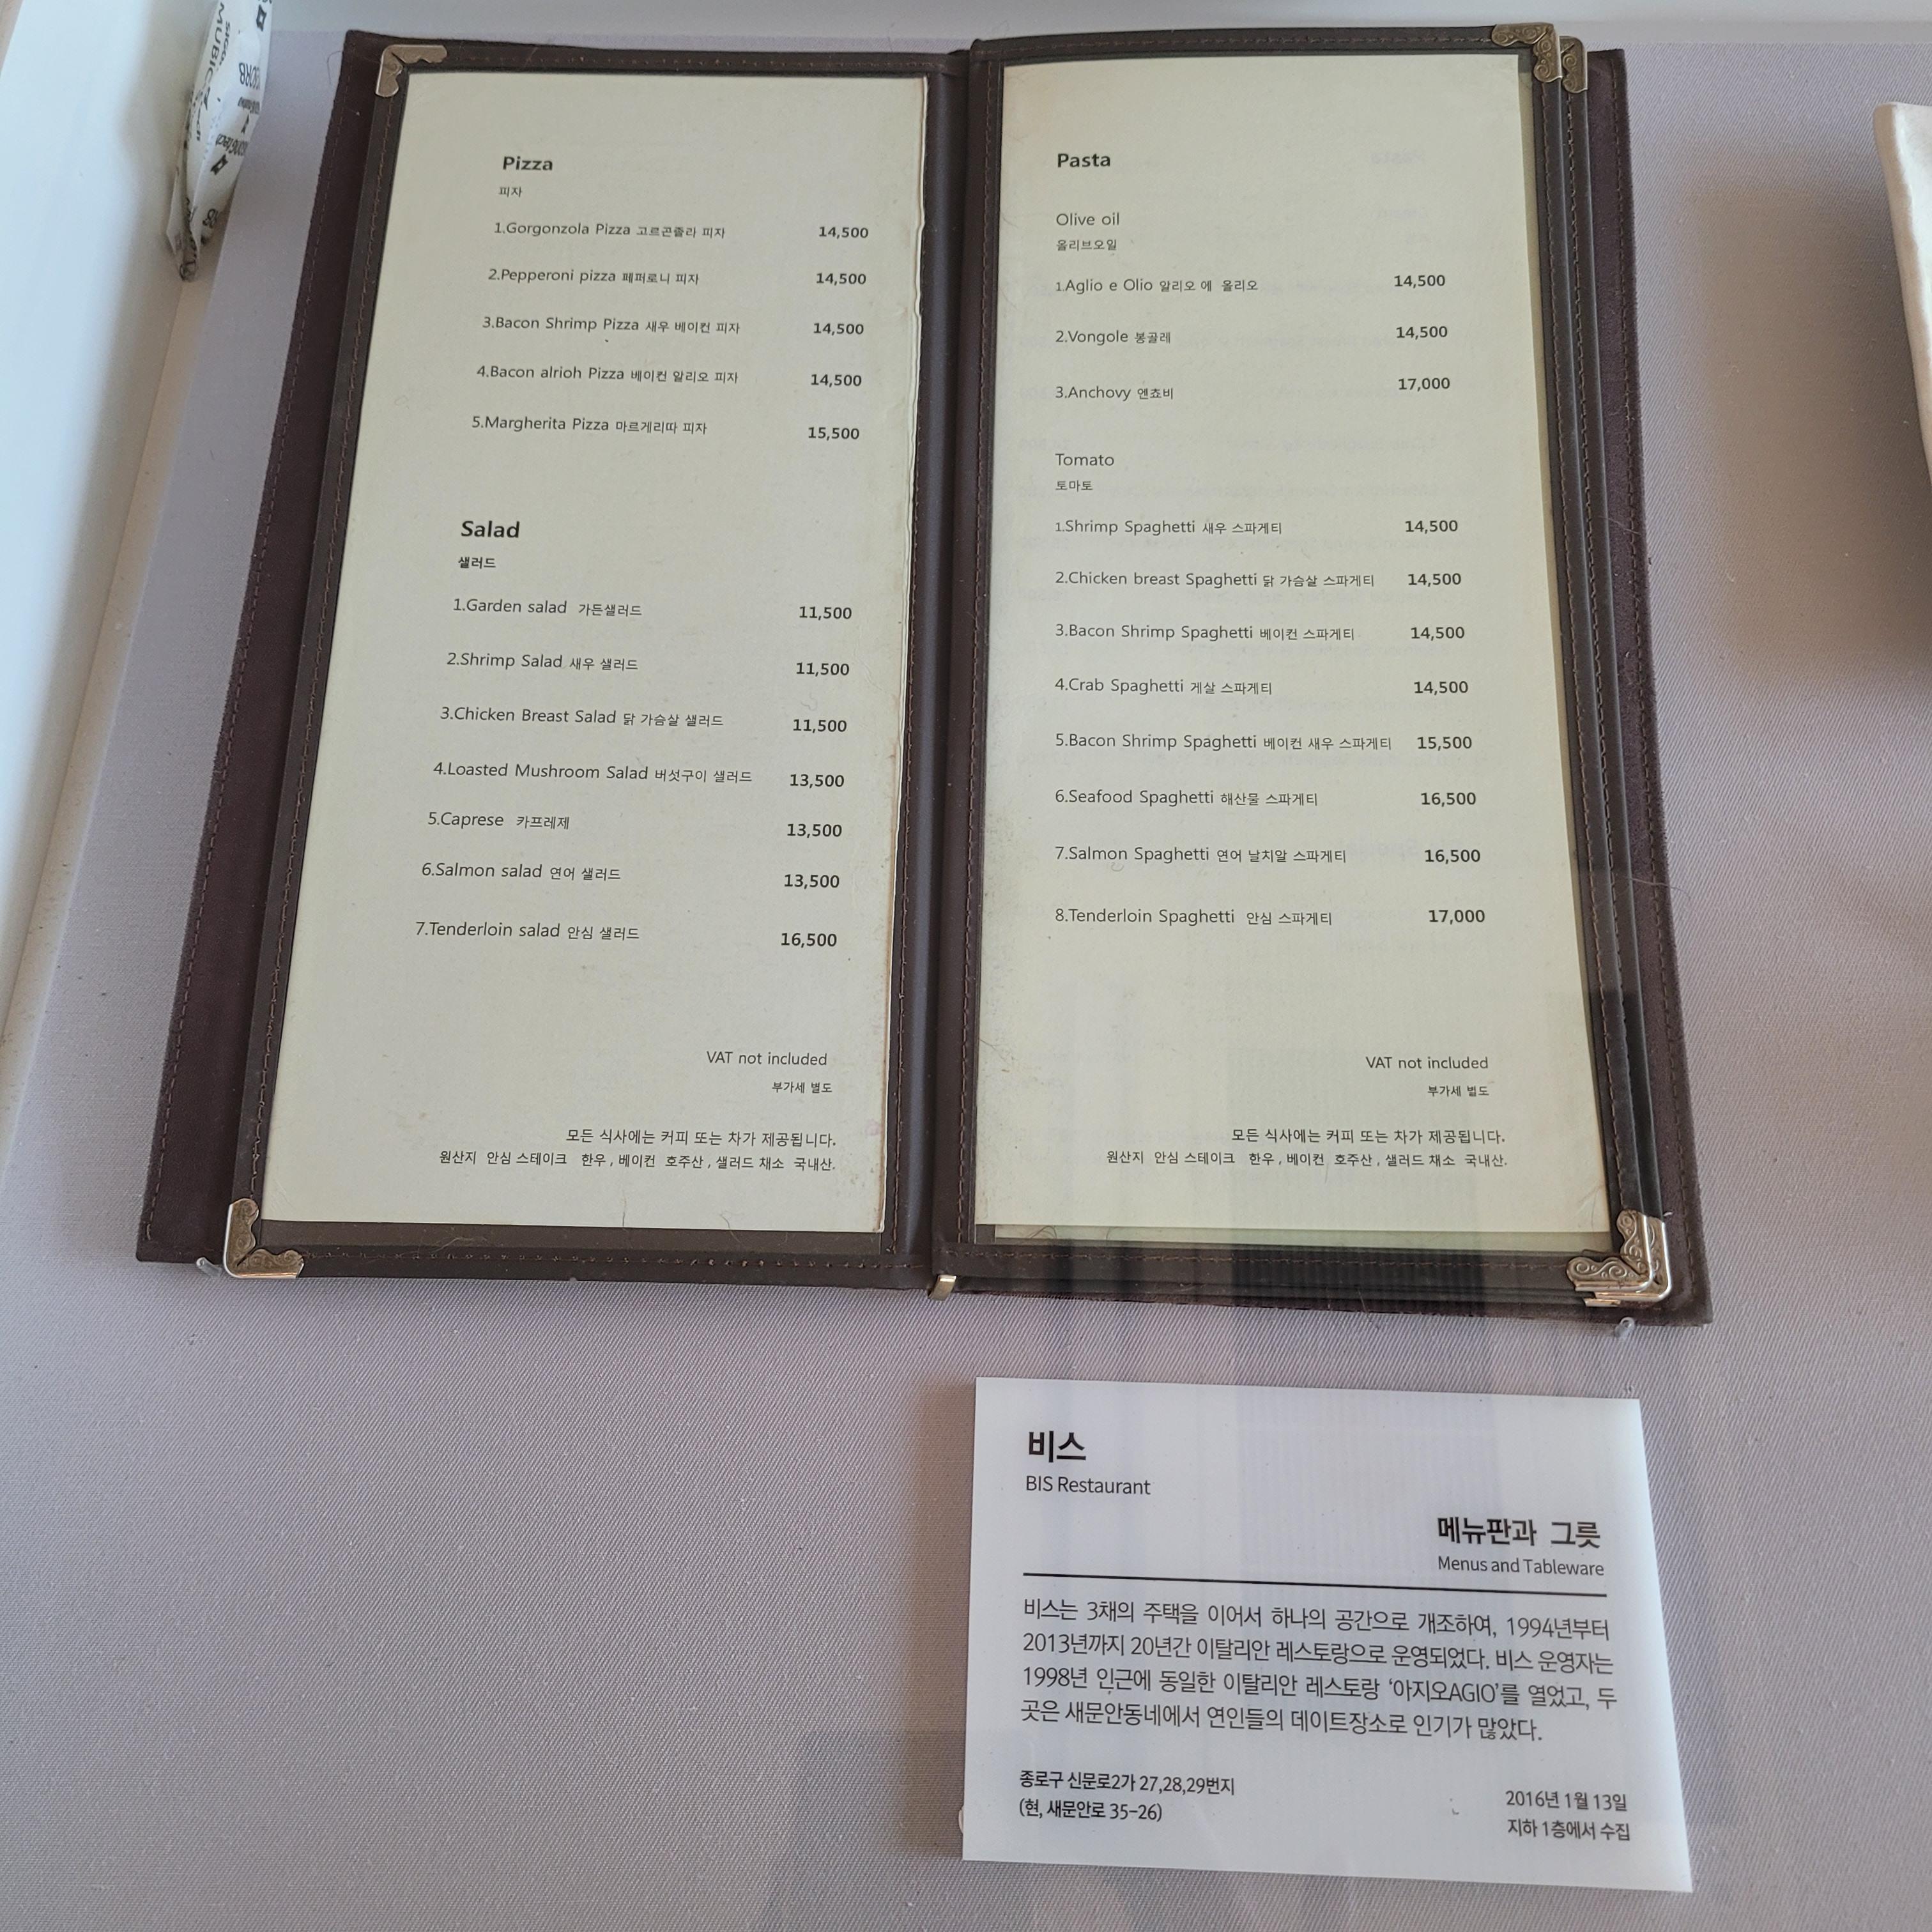 Pizza
피자
1.Gorgonzola Pizza 고르곤졸라 피자 14,500
2.Pepperoni pizza 페퍼로니 피자 14,500
3.Bacon Shrimp Pizza 새우 베이컨 피자 14,500
4.Bacon alrioh Pizza 베이컨 알리오 피자 14,500
5.Margherita Pizza 마르게리따 피자 15,500
Salad
샐러드
1.Garden salad 가든샐러드 11,500
2.Shrimp Salad 새우 샐러드 11,500
3.Chicken Breast Salad 닭 가슴살 샐러드 11,500
4.Loasted Mushroom Salad 버섯구이 샐러드 13,500
5.Caprese 카프레제 13,500
6.Salmon salad 연어 샐러드 13,500
7.Tenderloin salad 안심 샐러드 16,500
VAT not included
부가세 별도
모든 식사에는 커피 또는 차가 제공됩니다.
원산지 안심 스테이크 한우 , 베이컨 호주산 , 샐러드 채소 국내산.
Pasta
Olive oil
올리브오일
1.Aglio e Olio 알리오 에 올리오 14,500
2.Vongole 봉골레 14,500
3.Anchovy 엔쵸비 17,000
Tomato
토마토
1.Shrimp Spaghetti 새우 스파게티 14,500
2.Chicken breast Spaghetti 닭 가슴살 스파게티 14,500
3.Bacon Shrimp Spaghetti 베이컨 스파게티 14,500
4.Crab Spaghetti 게살 스파게티 14,500
5.Bacon Shrimp Spaghetti 베이컨 새우 스파게티 15,500
6.Seafood Spaghetti 해산물 스파게티 16,500
7.Salmon Spaghetti 연어 날치알 스파게티 16,500
8.Tenderloin Spaghetti 안심 스파게티 17,000
VAT not included
부가세 별도
모든 식사에는 커피 또는 차가 제공됩니다.
원산지 안심 스테이크 한우 , 베이컨 호주산 , 샐러드 채소 국내산.
비스
BIS Restaurant
메뉴판과 그릇
Menus and Tableware
비스는 3채의 주택을 이어서 하나의 공간으로 개조하여, 1994년부터
2013년까지 20년간 이탈리안 레스토랑으로 운영되었다. 비스 운영자는
1998년 인근에 동일한 이탈리안 레스토랑 ‘아지오AGIO’를 열었고, 두
곳은 새문안동네에서 연인들의 데이트장소로 인기가 많았다.
종로구 신문로2가 27,28,29번지
(현, 새문안로 35-26)
2016년 1월 13일
지하 1층에서 수집